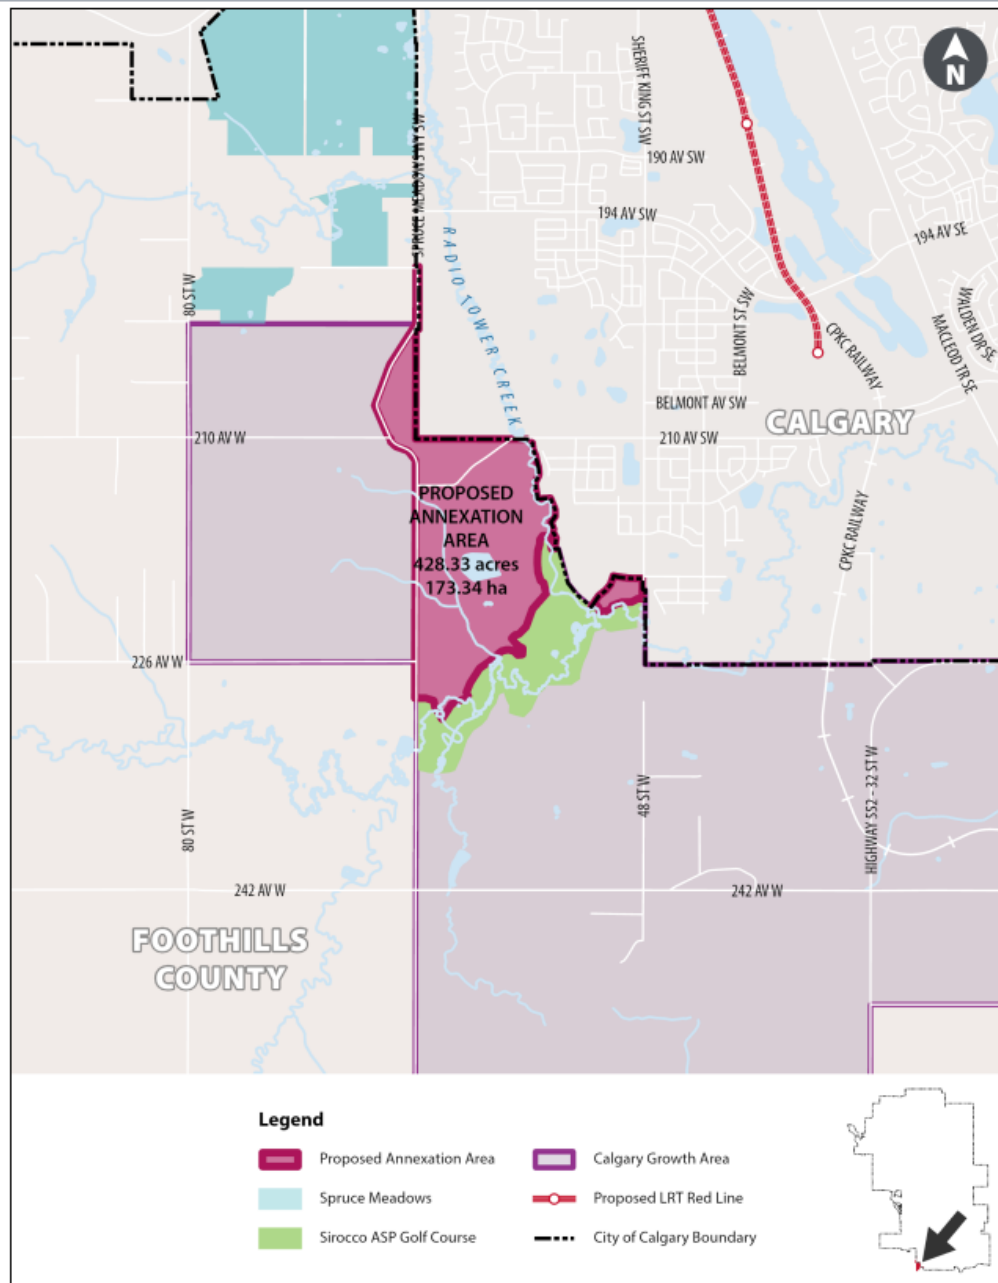 N
SHERIFF KING ST SW
SPRUCE MEADOWS WY SW
190 AV SW
194 AV SW
194 AV SE
RADIO TOWER CREEK
80 ST W
BELMONT ST SW
WALDEN DR SE
MACLEOD TR SE
CPKC RAILWAY
BELMONT AV SW
CALGARY
210 AV W
210 AV SW
PROPOSED
ANNEXATION
AREA
428.33 acres
173.34 ha
CPKC RAILWAY
226 AV W
80 ST W
48 ST W
HIGHWAY 552 - 32 ST W
242 AV W
242 AV W
FOOTHILLS
COUNTY
Legend
Proposed Annexation Area
Calgary Growth Area
Spruce Meadows
Proposed LRT Red Line
Sirocco ASP Golf Course
City of Calgary Boundary